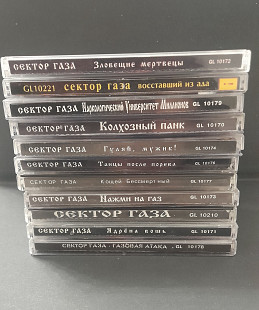 СЕКТОР ГАЗА Зловещие мертвецы GL 10172
GL10221 СЕКТОР ГАЗА ВОССТАВШИЙ ИЗ АДА
СЕКТОР ГАЗА Наркологический Университет Миллионов GL 10179
СЕКТОР ГАЗА Колхозный панк GL 10170
СЕКТОР ГАЗА Гуляй, мужик! GL 10174
СЕКТОР ГАЗА Танцы после порева GL 10176
СЕКТОР ГАЗА Кощей Бессмертный GL 10177
СЕКТОР ГАЗА НАЖМИ НА ГАЗ GL 10173
СЕКТОР ГАЗА GL 10210
СЕКТОР ГАЗА Ядрёна вошь GL 10171
СЕКТОР ГАЗА - ГАЗОВАЯ АТАКА GL 10178